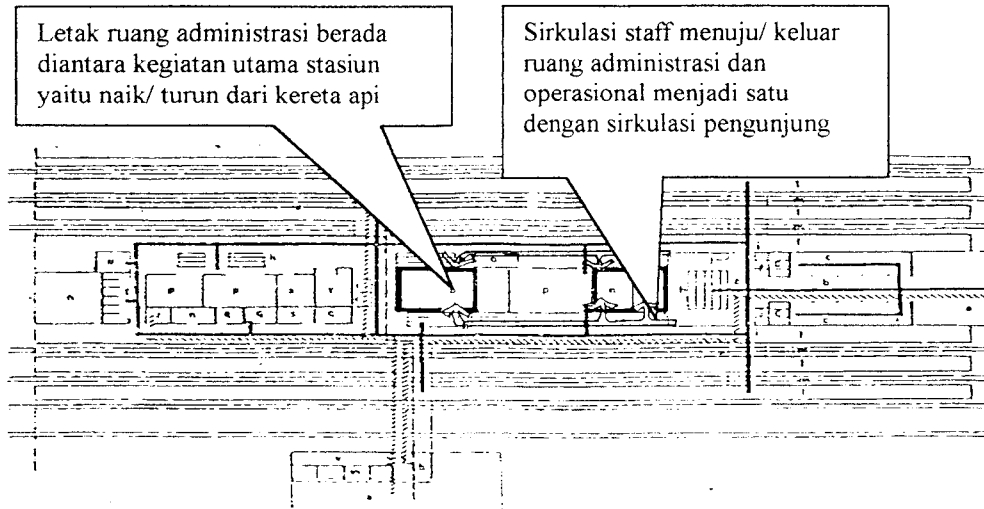 Letak ruang administrasi berada
diantara kegiatan utama stasiun
yaitu naik/ turun dari kereta api
Sirkulasi staff menuju/ keluar
ruang administrasi dan
operasional menjadi satu
dengan sirkulasi pengunjung